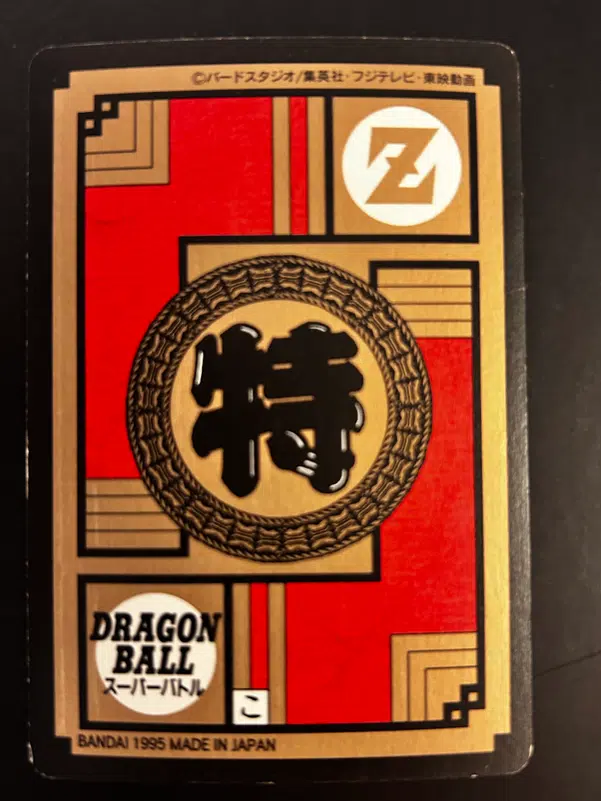 ©バードスタジオ/集英社・フジテレビ・東映動画
Z
特
DRAGON
BALL
スーパーバトル
こ
BANDAI 1995 MADE IN JAPAN